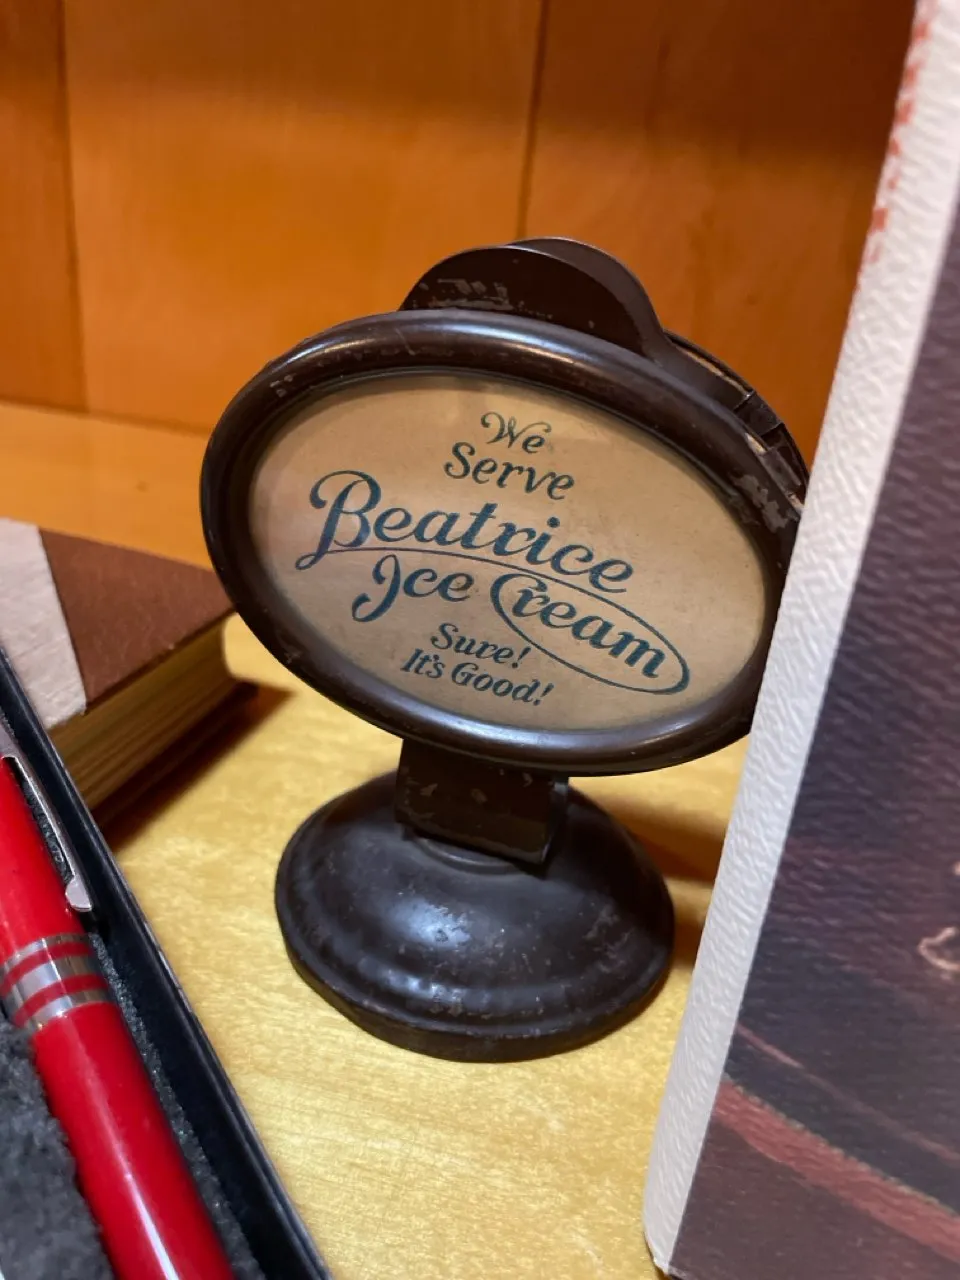 We
Serve
Beatrice
Ice Cream
Sure!
It's Good!